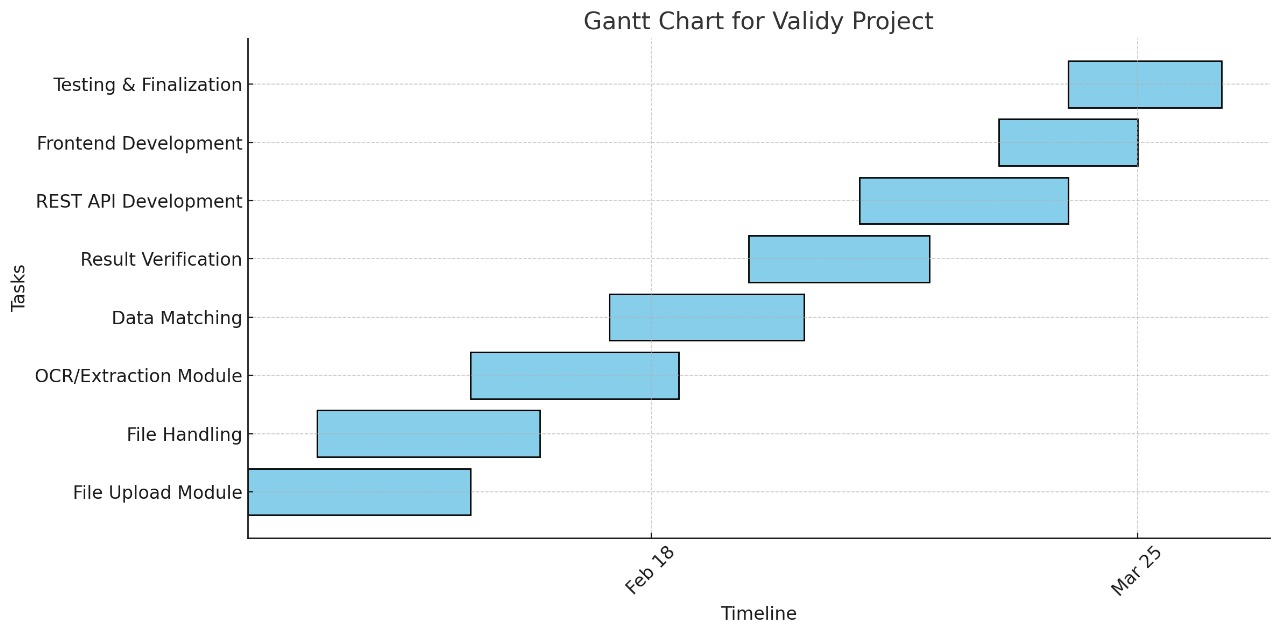 Gantt Chart for Validy Project
Testing & Finalization
Frontend Development
REST API Development
Result Verification
Data Matching
OCR/Extraction Module
File Handling
File Upload Module
Tasks
Feb 18
Mar 25
Timeline